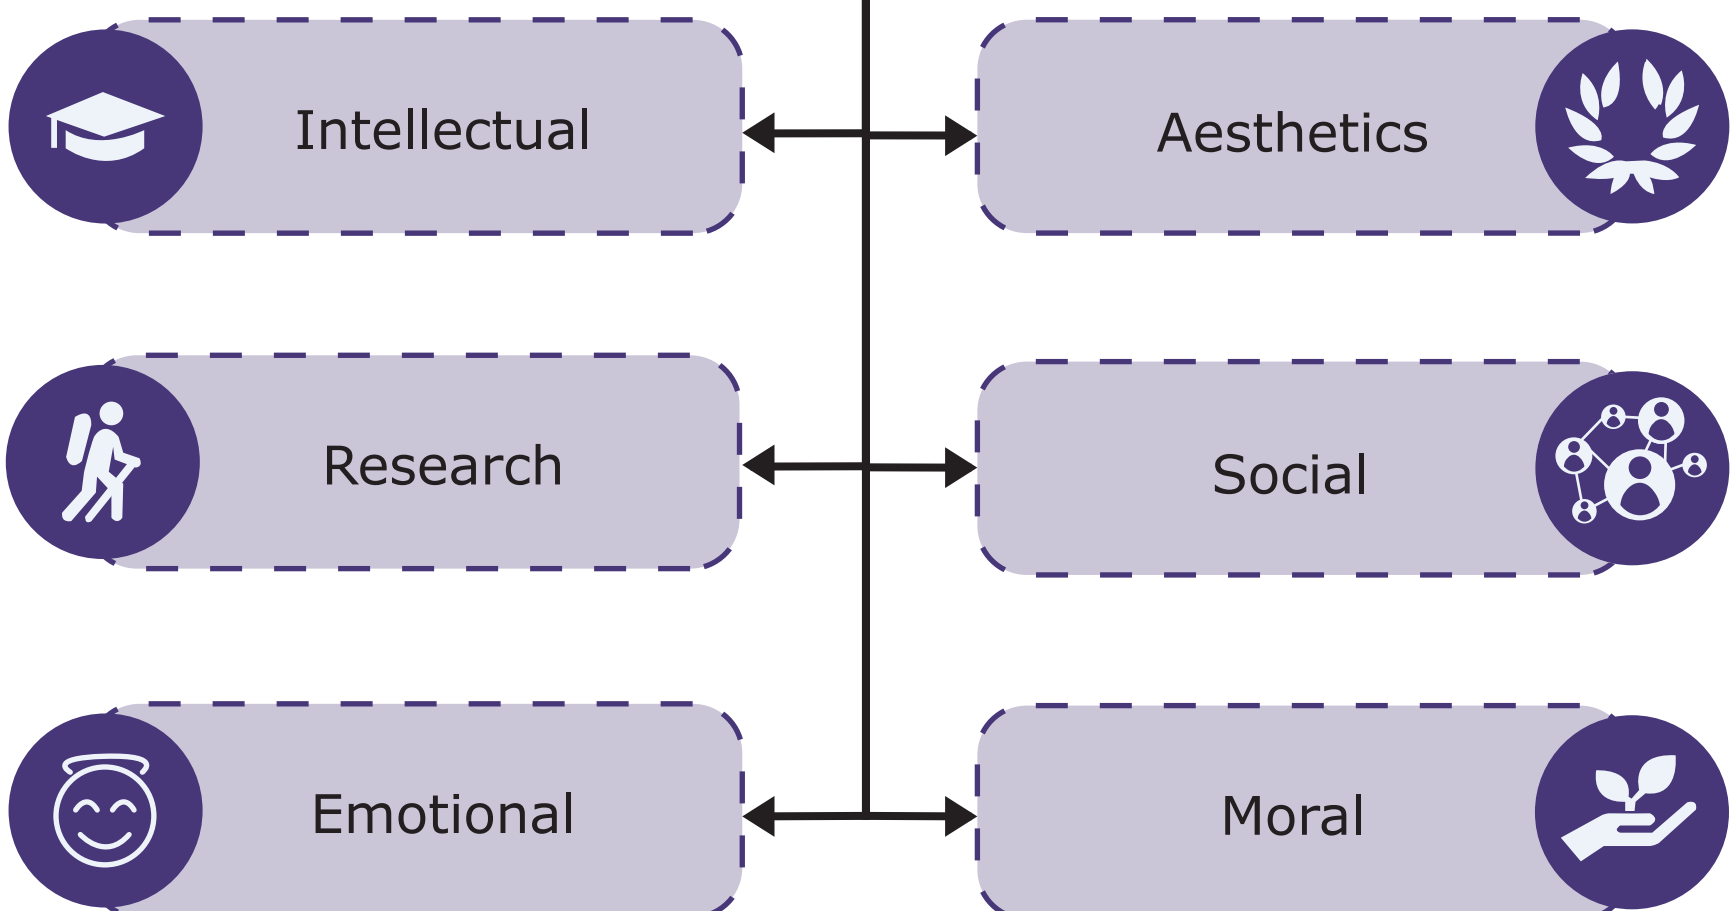 Intellectual
Aesthetics
Research
Social
Emotional
Moral